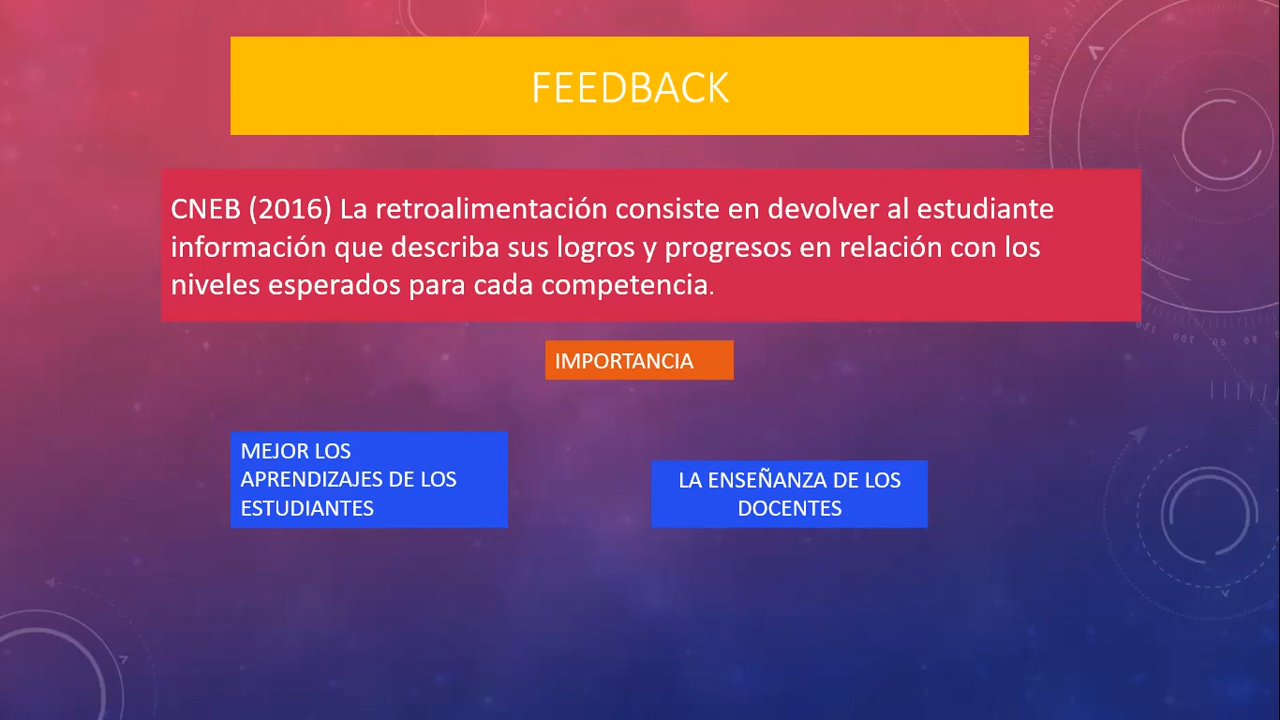 FEEDBACK
CNEB (2016) La retroalimentación consiste en devolver al estudiante
información que describa sus logros y progresos en relación con los
niveles esperados para cada competencia.
IMPORTANCIA
MEJOR LOS
APRENDIZAJES DE LOS
ESTUDIANTES
LA ENSEÑANZA DE LOS
DOCENTES